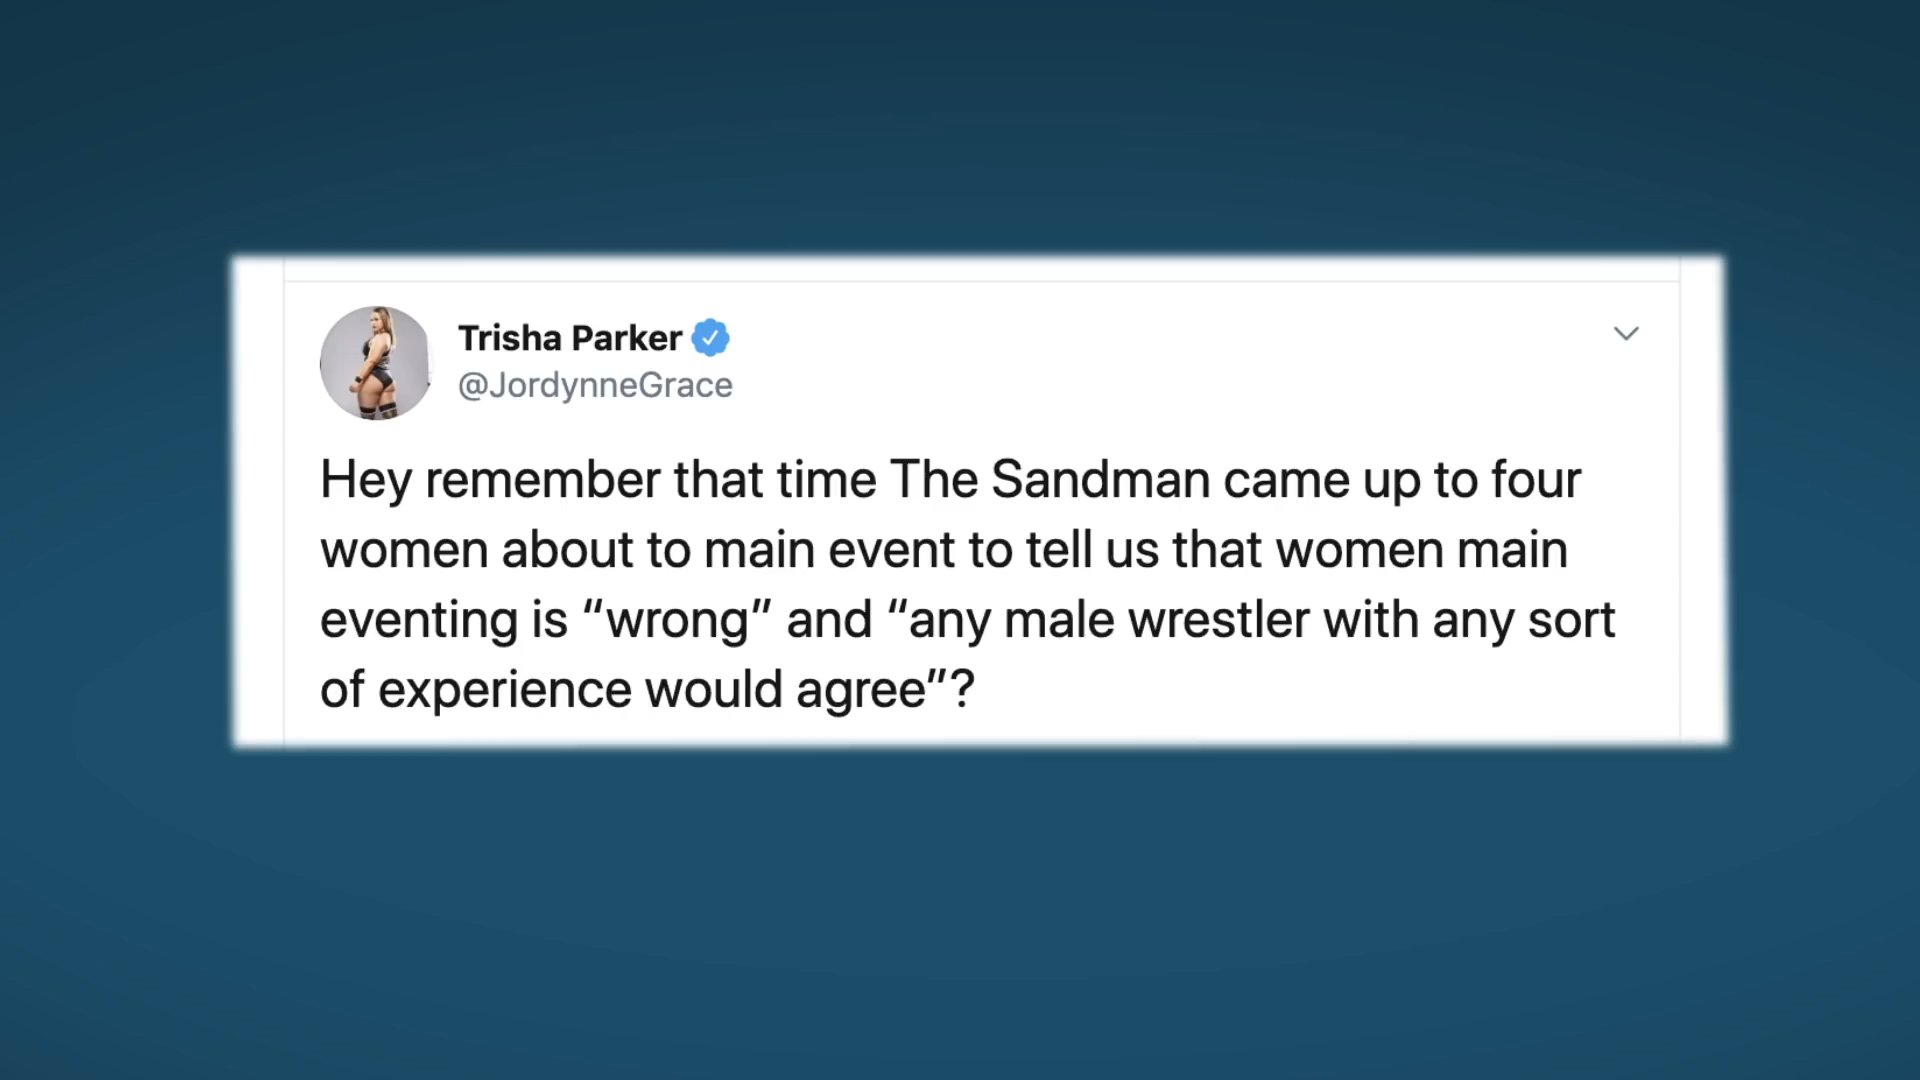 Trisha Parker
@JordynneGrace
Hey remember that time The Sandman came up to four
women about to main event to tell us that women main
eventing is “wrong” and “any male wrestler with any sort
of experience would agree”?